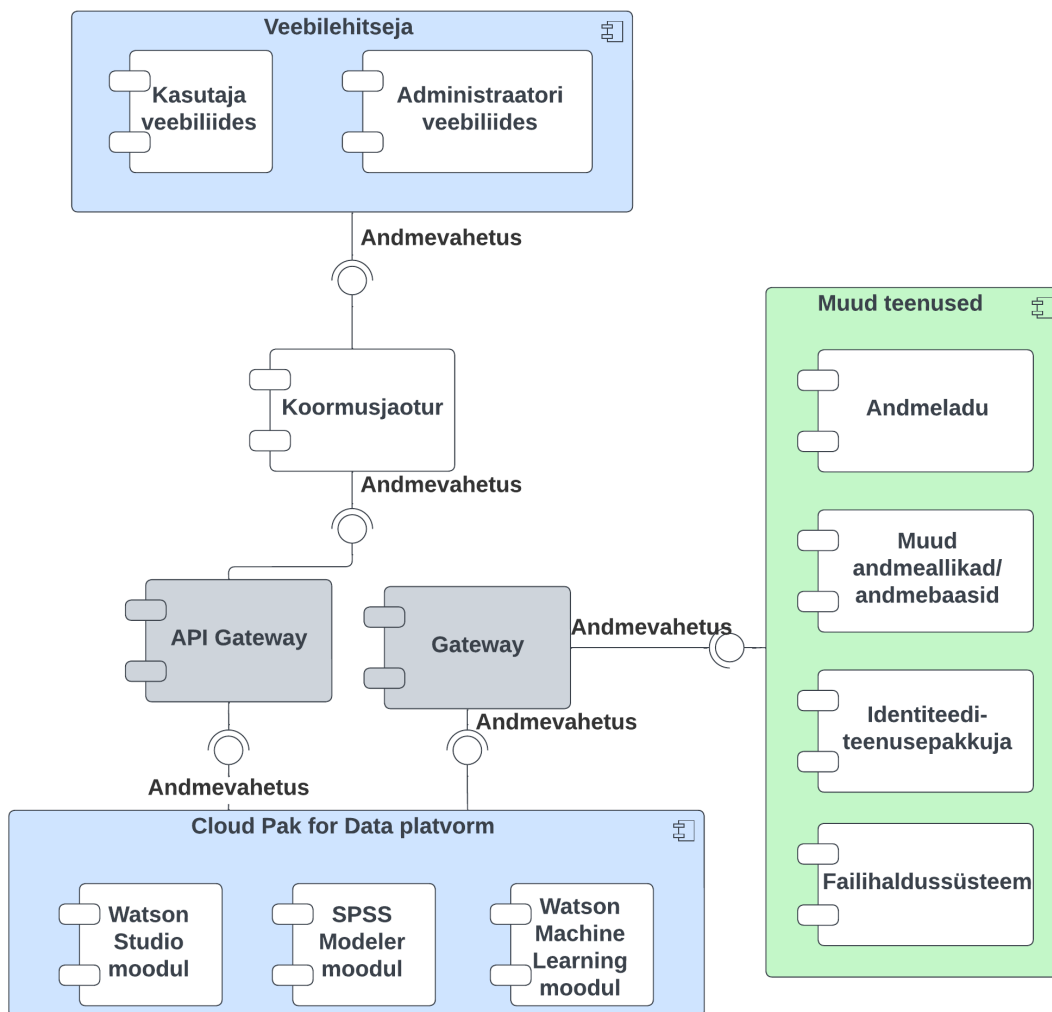 Veebilehitseja
Kasutaja
veebiliides
Administraatori
veebiliides
Andmevahetus
Koormusjaotur
Andmevahetus
API Gateway
Gateway
Andmevahetus
Andmevahetus
Andmevahetus
Muud teenused
Andmeladu
Muud
andmeallikad/
andmebaasid
Identiteedi-
teenusepakkuja
Failihaldussüsteem
Cloud Pak for Data platvorm
Watson
Studio
moodul
SPSS
Modeler
moodul
Watson
Machine
Learning
moodul